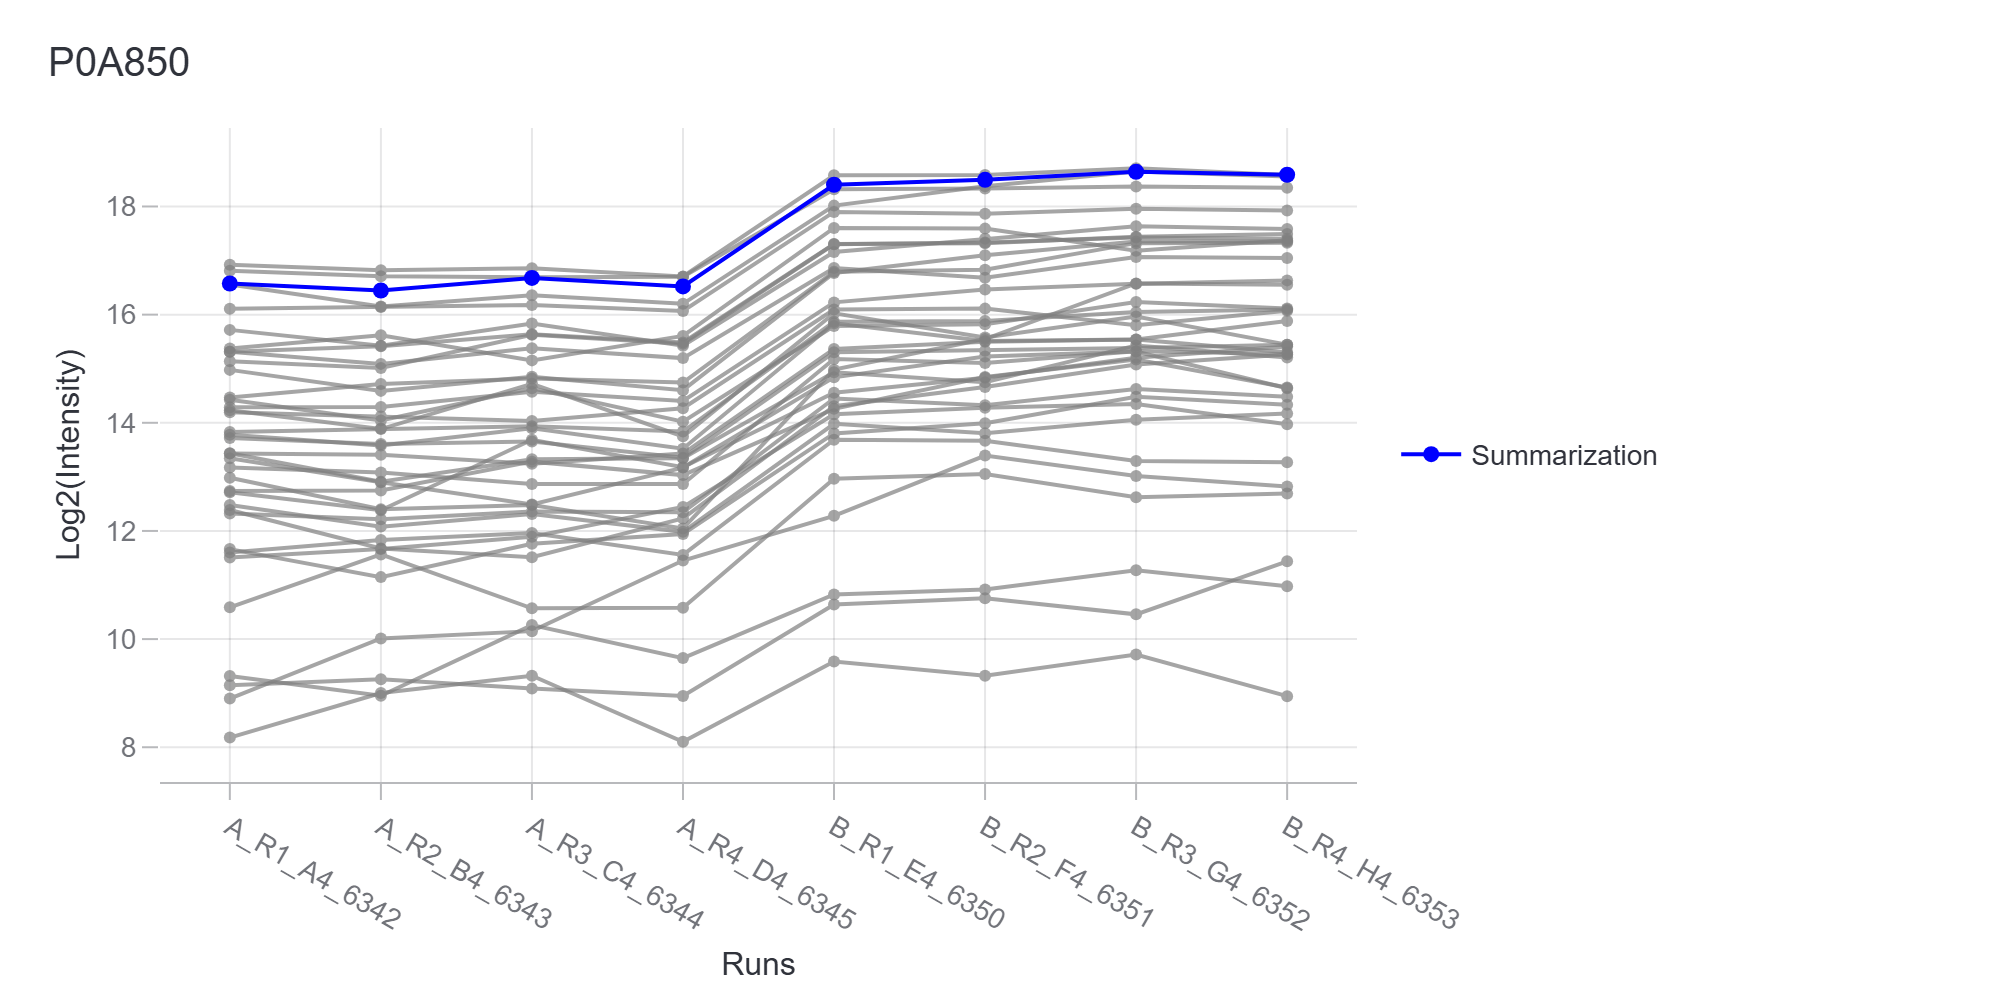 P0A850
Log2(Intensity)
18
16
14
12
10
8
A_R1_A4_6342
A_R2_B4_6343
A_R3_C4_6344
A_R4_D4_6345
B_R1_E4_6350
B_R2_F4_6351
B_R3_G4_6352
B_R4_H4_6353
Runs
Summarization